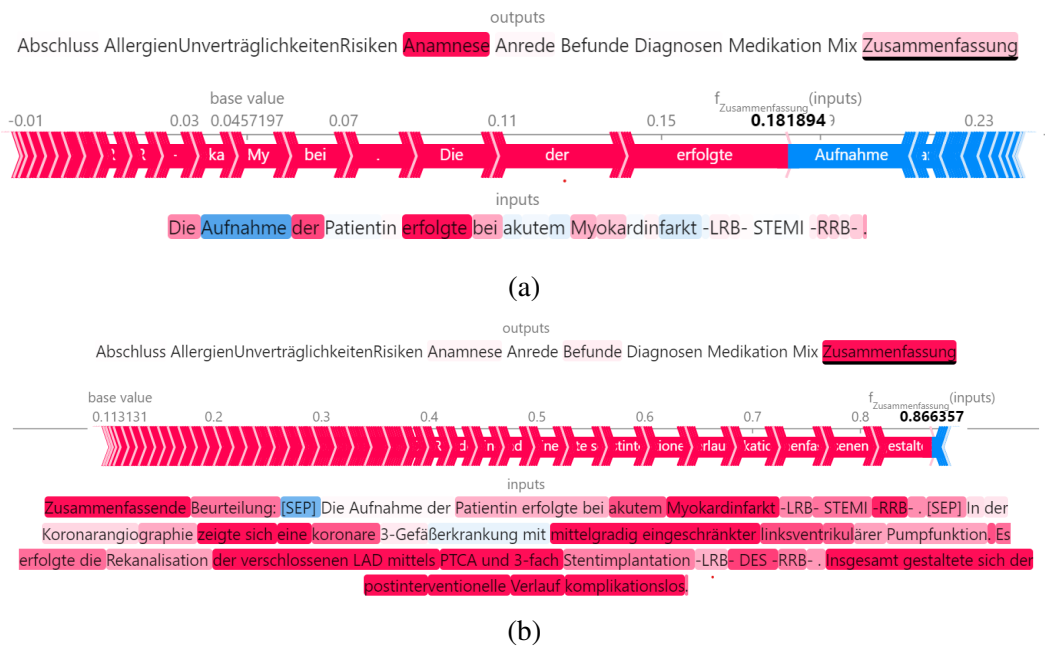 outputs
Abschluss AllergienUnverträglichkeitenRisiken Anamnese Anrede Befunde Diagnosen Medikation Mix Zusammenfassung
base value f Zusammenfassung (inputs)
-0.01 0.03 0.0457197 0.07 0.11 0.15 0.181894 0.23
ka My bei . Die der erfolgte Aufnahme
inputs
Die Aufnahme der Patientin erfolgte bei akutem Myokardinfarkt -LRB- STEMI -RRB- .
(a)
outputs
Abschluss AllergienUnverträglichkeitenRisiken Anamnese Anrede Befunde Diagnosen Medikation Mix Zusammenfassung
base value f Zusammenfassung (inputs)
0.113131 0.2 0.3 0.4 0.5 0.6 0.7 0.8 0.866357
inputs
Zusammenfassende Beurteilung: [SEP] Die Aufnahme der Patientin erfolgte bei akutem Myokardinfarkt -LRB- STEMI -RRB- . [SEP] In der
Koronarangiographie zeigte sich eine koronare 3-Gefäßerkrankung mit mittelgradig eingeschränkter linksventrikulärer Pumpfunktion. Es
erfolgte die Rekanalisation der verschlossenen LAD mittels PTCA und 3-fach Stentimplantation -LRB- DES -RRB- . Insgesamt gestaltete sich der
postinterventionelle Verlauf komplikationslos.
(b)